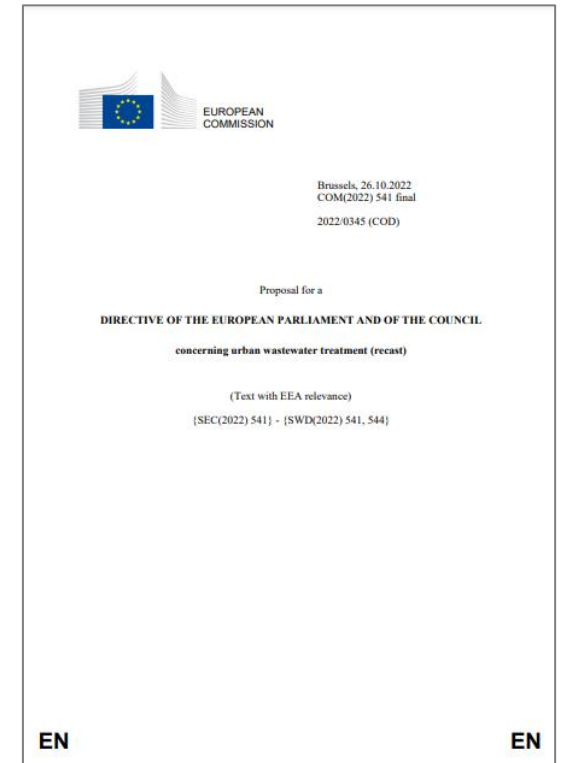 EUROPEAN
COMMISSION
Brussels, 26.10.2022
COM(2022) 541 final
2022/0345 (COD)
Proposal for a
DIRECTIVE OF THE EUROPEAN PARLIAMENT AND OF THE COUNCIL
concerning urban wastewater treatment (recast)
(Text with EEA relevance)
{SEC(2022) 541} - {SWD(2022) 541, 544}
EN
EN